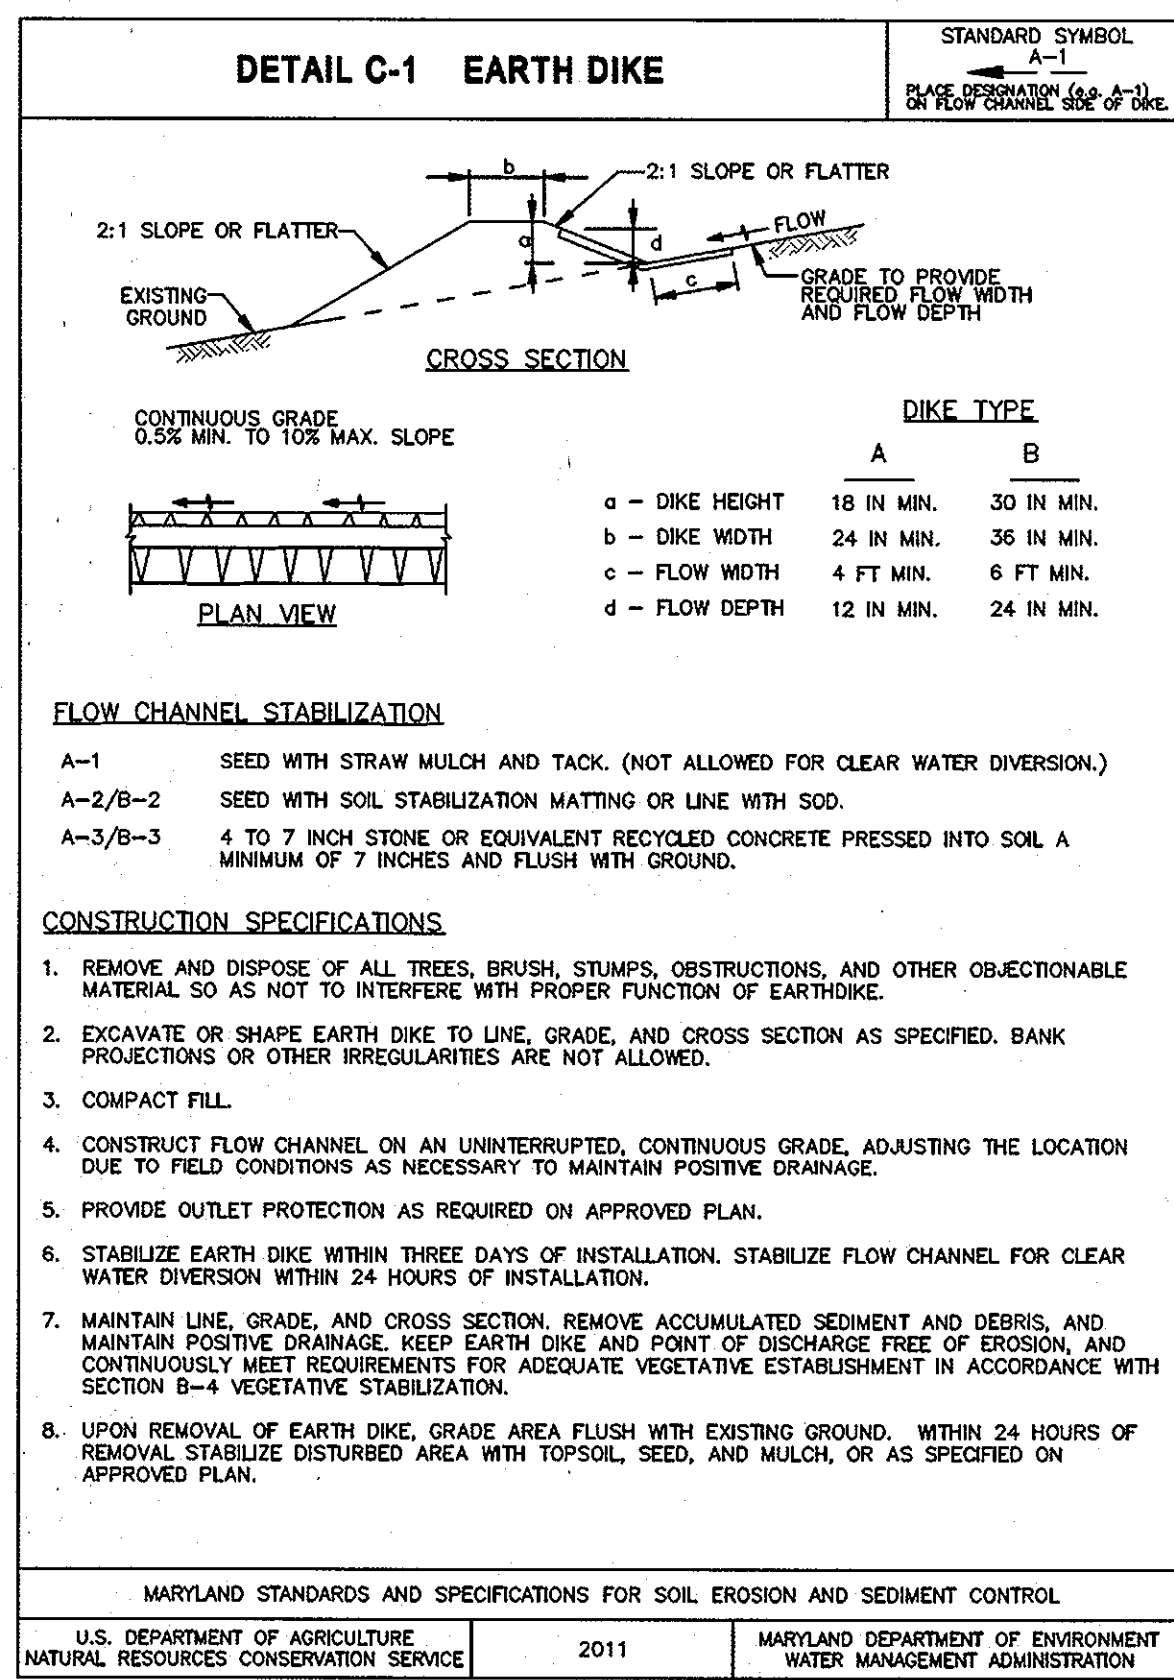 DETAIL C-1 EARTH DIKE
STANDARD SYMBOL
A-1
PLACE DESIGNATION (e.g. A-1)
ON FLOW CHANNEL SIDE OF DIKE.
b
2:1 SLOPE OR FLATTER
2:1 SLOPE OR FLATTER
a
d
FLOW
c
GRADE TO PROVIDE
REQUIRED FLOW WIDTH
AND FLOW DEPTH
EXISTING
GROUND
CROSS SECTION
CONTINUOUS GRADE
0.5% MIN. TO 10% MAX. SLOPE
PLAN VIEW
DIKE TYPE
A B
a - DIKE HEIGHT 18 IN MIN. 30 IN MIN.
b - DIKE WIDTH 24 IN MIN. 36 IN MIN.
c - FLOW WIDTH 4 FT MIN. 6 FT MIN.
d - FLOW DEPTH 12 IN MIN. 24 IN MIN.
FLOW CHANNEL STABILIZATION
A-1 SEED WITH STRAW MULCH AND TACK. (NOT ALLOWED FOR CLEAR WATER DIVERSION.)
A-2/B-2 SEED WITH SOIL STABILIZATION MATTING OR LINE WITH SOD.
A-3/B-3 4 TO 7 INCH STONE OR EQUIVALENT RECYCLED CONCRETE PRESSED INTO SOIL A
MINIMUM OF 7 INCHES AND FLUSH WITH GROUND.
CONSTRUCTION SPECIFICATIONS
1. REMOVE AND DISPOSE OF ALL TREES, BRUSH, STUMPS, OBSTRUCTIONS, AND OTHER OBJECTIONABLE
MATERIAL SO AS NOT TO INTERFERE WITH PROPER FUNCTION OF EARTHDIKE.
2. EXCAVATE OR SHAPE EARTH DIKE TO LINE, GRADE, AND CROSS SECTION AS SPECIFIED. BANK
PROJECTIONS OR OTHER IRREGULARITIES ARE NOT ALLOWED.
3. COMPACT FILL.
4. CONSTRUCT FLOW CHANNEL ON AN UNINTERRUPTED, CONTINUOUS GRADE, ADJUSTING THE LOCATION
DUE TO FIELD CONDITIONS AS NECESSARY TO MAINTAIN POSITIVE DRAINAGE.
5. PROVIDE OUTLET PROTECTION AS REQUIRED ON APPROVED PLAN.
6. STABILIZE EARTH DIKE WITHIN THREE DAYS OF INSTALLATION. STABILIZE FLOW CHANNEL FOR CLEAR
WATER DIVERSION WITHIN 24 HOURS OF INSTALLATION.
7. MAINTAIN LINE, GRADE, AND CROSS SECTION. REMOVE ACCUMULATED SEDIMENT AND DEBRIS, AND
MAINTAIN POSITIVE DRAINAGE. KEEP EARTH DIKE AND POINT OF DISCHARGE FREE OF EROSION, AND
CONTINUOUSLY MEET REQUIREMENTS FOR ADEQUATE VEGETATIVE ESTABLISHMENT IN ACCORDANCE WITH
SECTION B-4 VEGETATIVE STABILIZATION.
8. UPON REMOVAL OF EARTH DIKE, GRADE AREA FLUSH WITH EXISTING GROUND. WITHIN 24 HOURS OF
REMOVAL STABILIZE DISTURBED AREA WITH TOPSOIL, SEED, AND MULCH, OR AS SPECIFIED ON
APPROVED PLAN.
MARYLAND STANDARDS AND SPECIFICATIONS FOR SOIL EROSION AND SEDIMENT CONTROL
U.S. DEPARTMENT OF AGRICULTURE
NATURAL RESOURCES CONSERVATION SERVICE
2011
MARYLAND DEPARTMENT OF ENVIRONMENT
WATER MANAGEMENT ADMINISTRATION